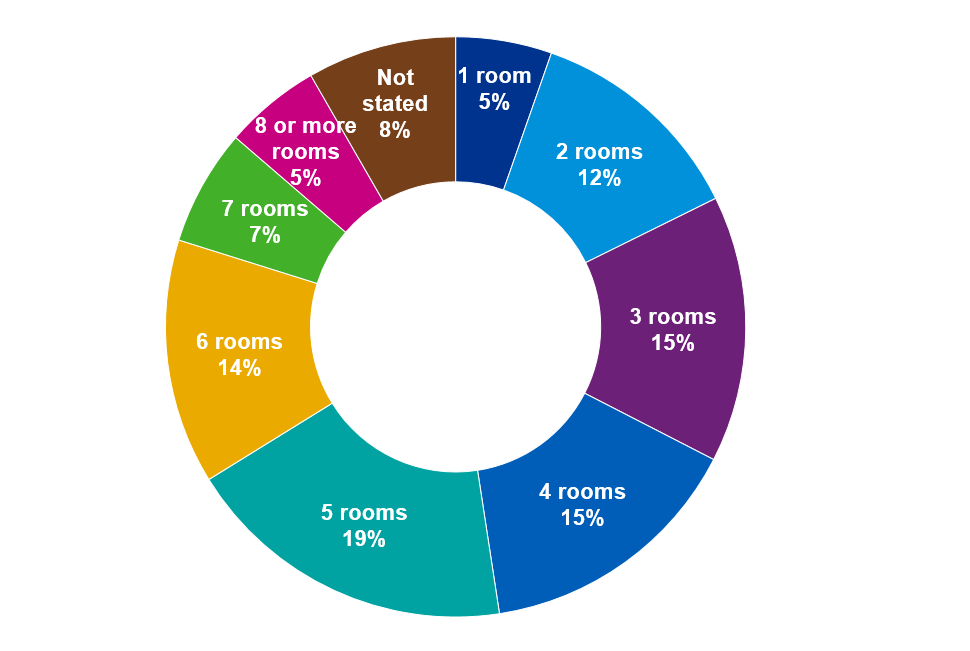 1 room
5%
2 rooms
12%
3 rooms
15%
4 rooms
15%
5 rooms
19%
6 rooms
14%
7 rooms
7%
8 or more
rooms
5%
Not
stated
8%